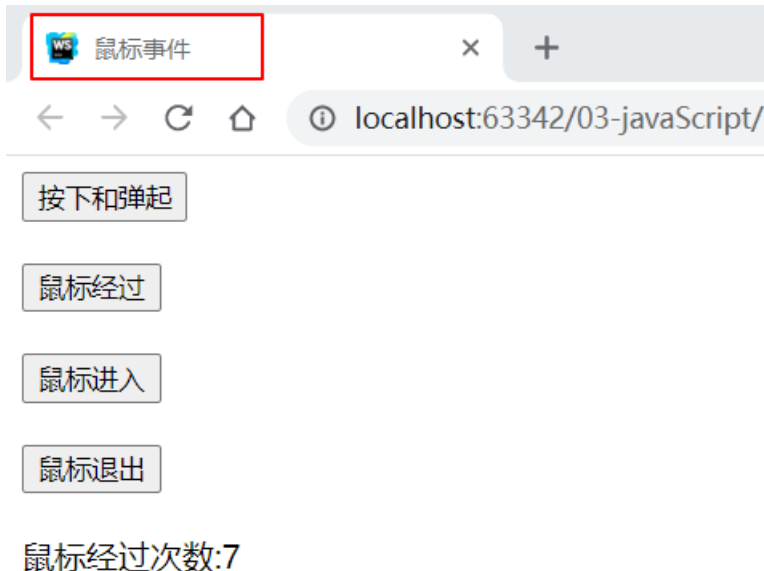 WS 鼠标事件
localhost:63342/03-javaScript/
按下和弹起
鼠标经过
鼠标进入
鼠标退出
鼠标经过次数:7